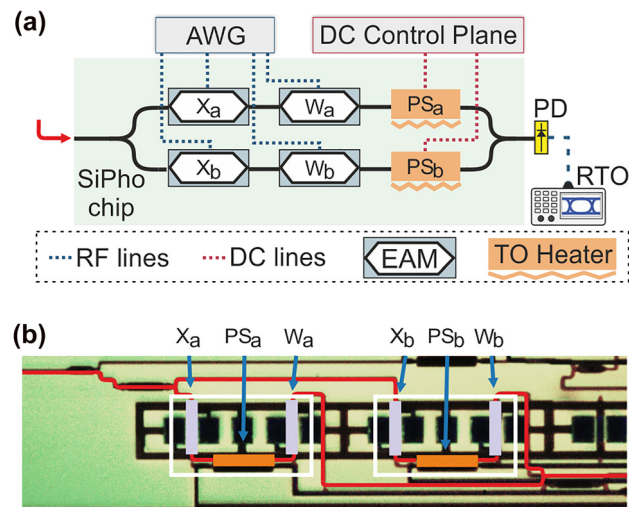 (a)
AWG
DC Control Plane
Xa
Wa
PSa
PD
Xb
Wb
PSb
RTO
SiPho
chip
RF lines
DC lines
EAM
TO Heater
(b)
Xa
PSa
Wa
Xb
PSb
Wb